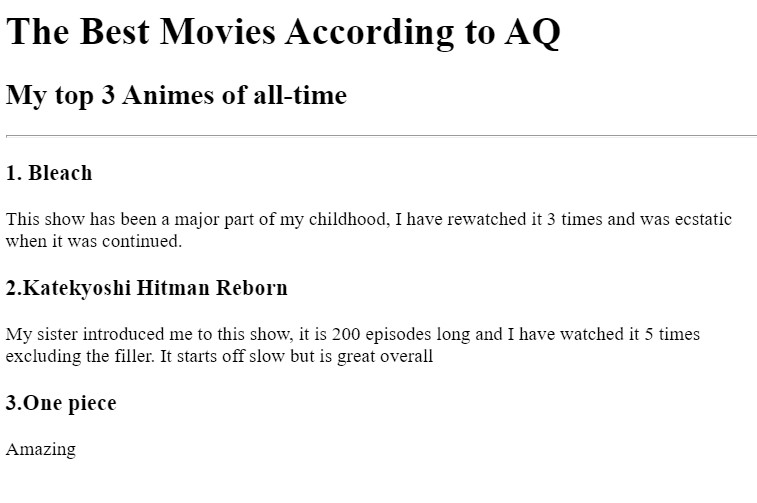 The Best Movies According to AQ
My top 3 Animes of all-time
1. Bleach
This show has been a major part of my childhood, I have rewatched it 3 times and was ecstatic
when it was continued.
2.Katekyoshi Hitman Reborn
My sister introduced me to this show, it is 200 episodes long and I have watched it 5 times
excluding the filler. It starts off slow but is great overall
3.One piece
Amazing